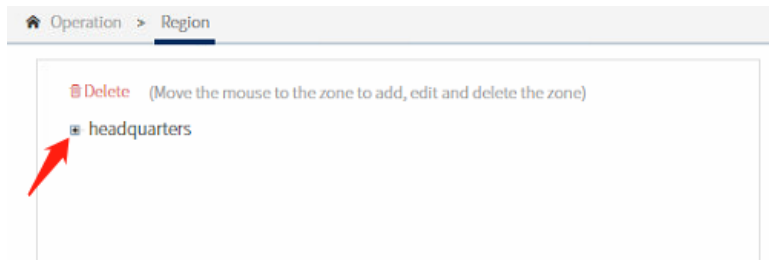 Operation > Region
Delete (Move the mouse to the zone to add, edit and delete the zone)
headquarters